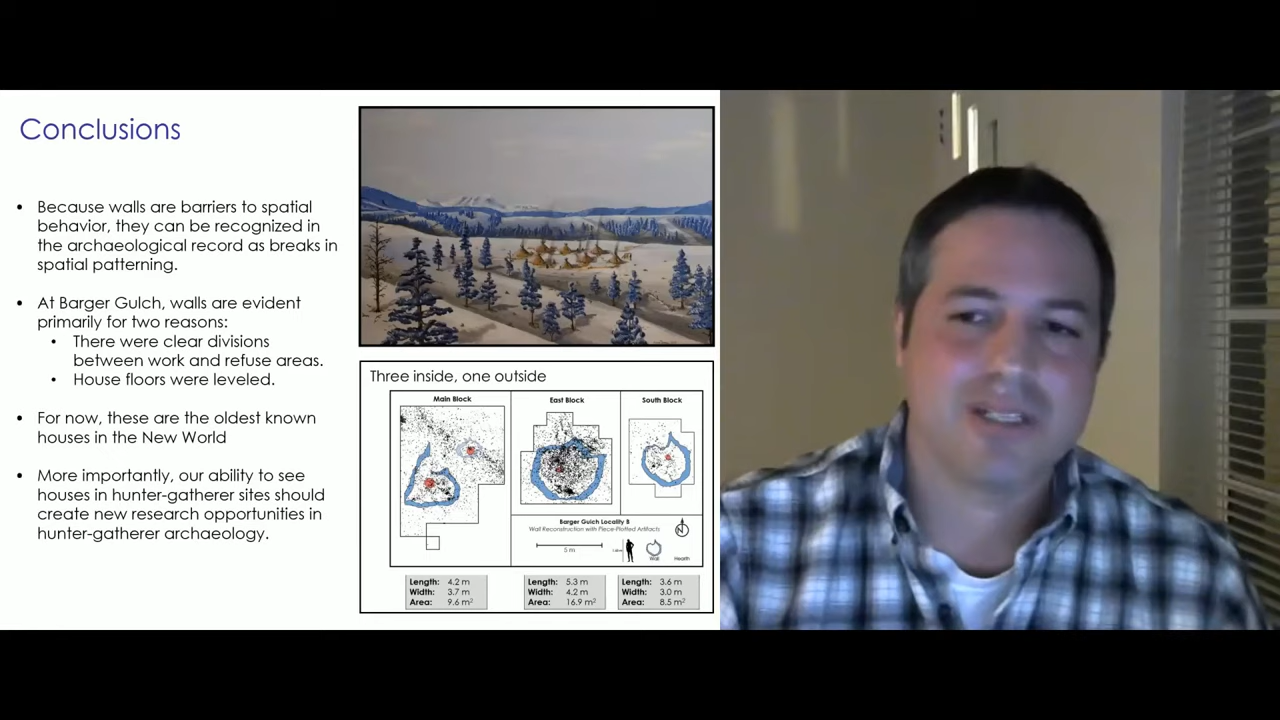 Conclusions
• Because walls are barriers to spatial
behavior, they can be recognized in
the archaeological record as breaks in
spatial patterning.
• At Barger Gulch, walls are evident
primarily for two reasons:
• There were clear divisions
between work and refuse areas.
• House floors were leveled.
• For now, these are the oldest known
houses in the New World
• More importantly, our ability to see
houses in hunter-gatherer sites should
create new research opportunities in
hunter-gatherer archaeology.
Three inside, one outside
Main Block
East Block
South Block
Barger Gulch Locality B
Wall Reconstruction with Piece-Plotted Artifacts
5 m
Wall
Hearth
Length: 4.2 m
Width: 3.7 m
Area: 9.6 m²
Length: 5.3 m
Width: 4.2 m
Area: 16.9 m²
Length: 3.6 m
Width: 3.0 m
Area: 8.5 m²